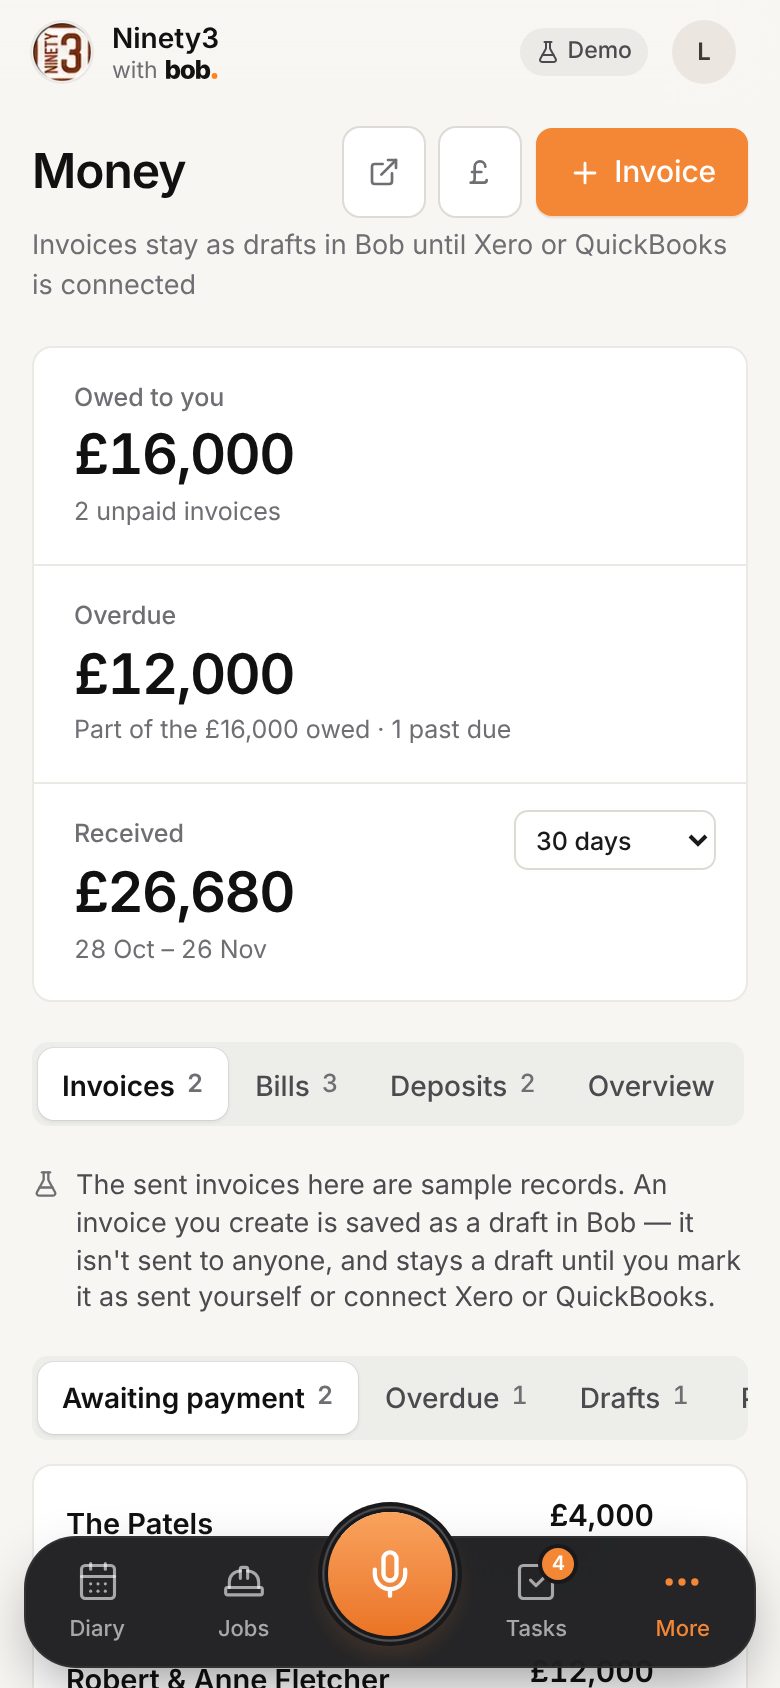 NINETY 3
Ninety3
with bob.
Demo
L
Money
£
+ Invoice
Invoices stay as drafts in Bob until Xero or QuickBooks
is connected
Owed to you
£16,000
2 unpaid invoices
Overdue
£12,000
Part of the £16,000 owed · 1 past due
Received
30 days
£26,680
28 Oct – 26 Nov
Invoices 2
Bills 3
Deposits 2
Overview
The sent invoices here are sample records. An
invoice you create is saved as a draft in Bob — it
isn't sent to anyone, and stays a draft until you mark
it as sent yourself or connect Xero or QuickBooks.
Awaiting payment 2
Overdue 1
Drafts 1
The Patels
£4,000
4
Diary
Jobs
Tasks
More
Robert & Anne Fletcher
£12,000